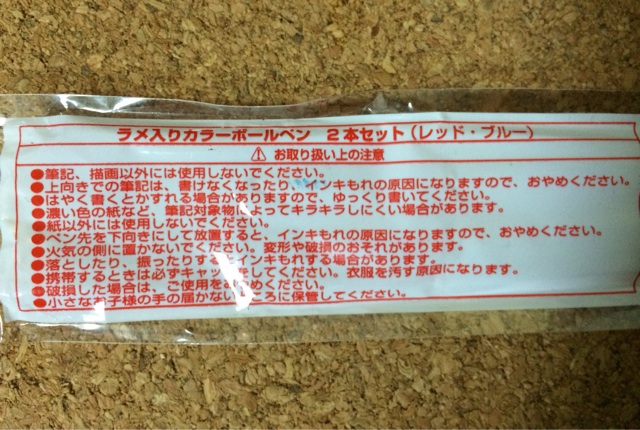 ラメ入りカラーボールペン 2本セット(レッド・ブルー)
⚠ お取り扱い上の注意
●筆記、描画以外には使用しないでください。
●上向きでの筆記は、書けなくなったり、インキもれの原因になりますので、おやめください。
●はやく書くとかすれる場合がありますので、ゆっくり書いてください。
●濃い色の紙など、筆記対象物によってキラキラしにくい場合があります。
●紙以外には使用しないでください。
●ペン先を下向きにして放置すると、インキもれの原因になりますので、おやめください。
●火気の側に置かないでください。変形や破損のおそれがあります。
●落としたり、振ったりするとインキもれする場合があります。
●携帯するときは必ずキャップをしてください。衣服を汚す原因になります。
●破損した場合は、ご使用をおやめください。
●小さなお子様の手の届かないところに保管してください。